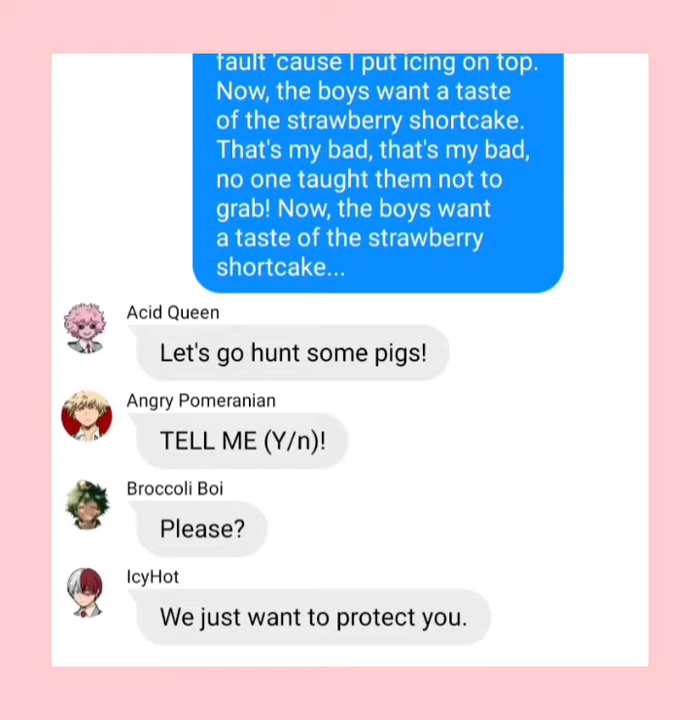 fault 'cause I put icing on top.
Now, the boys want a taste
of the strawberry shortcake.
That's my bad, that's my bad,
no one taught them not to
grab! Now, the boys want
a taste of the strawberry
shortcake...
Acid Queen
Let's go hunt some pigs!
Angry Pomeranian
TELL ME (Y/n)!
Broccoli Boi
Please?
IcyHot
We just want to protect you.